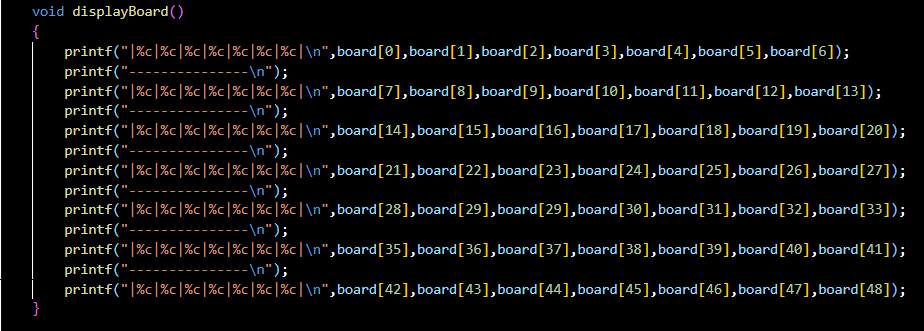 void displayBoard()
{
    printf("|%c|%c|%c|%c|%c|%c|%c|\n",board[0],board[1],board[2],board[3],board[4],board[5],board[6]);
    printf("---------------\n");
    printf("|%c|%c|%c|%c|%c|%c|%c|\n",board[7],board[8],board[9],board[10],board[11],board[12],board[13]);
    printf("---------------\n");
    printf("|%c|%c|%c|%c|%c|%c|%c|\n",board[14],board[15],board[16],board[17],board[18],board[19],board[20]);
    printf("---------------\n");
    printf("|%c|%c|%c|%c|%c|%c|%c|\n",board[21],board[22],board[23],board[24],board[25],board[26],board[27]);
    printf("---------------\n");
    printf("|%c|%c|%c|%c|%c|%c|%c|\n",board[28],board[29],board[29],board[30],board[31],board[32],board[33]);
    printf("---------------\n");
    printf("|%c|%c|%c|%c|%c|%c|%c|\n",board[35],board[36],board[37],board[38],board[39],board[40],board[41]);
    printf("---------------\n");
    printf("|%c|%c|%c|%c|%c|%c|%c|\n",board[42],board[43],board[44],board[45],board[46],board[47],board[48]);
}